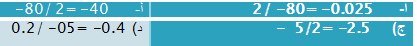 أ- 2/ −80= −0.025
أ- −80/ 2= −40
ج) − 5/2= −2.5
د) 0.2/ −05= −0.4